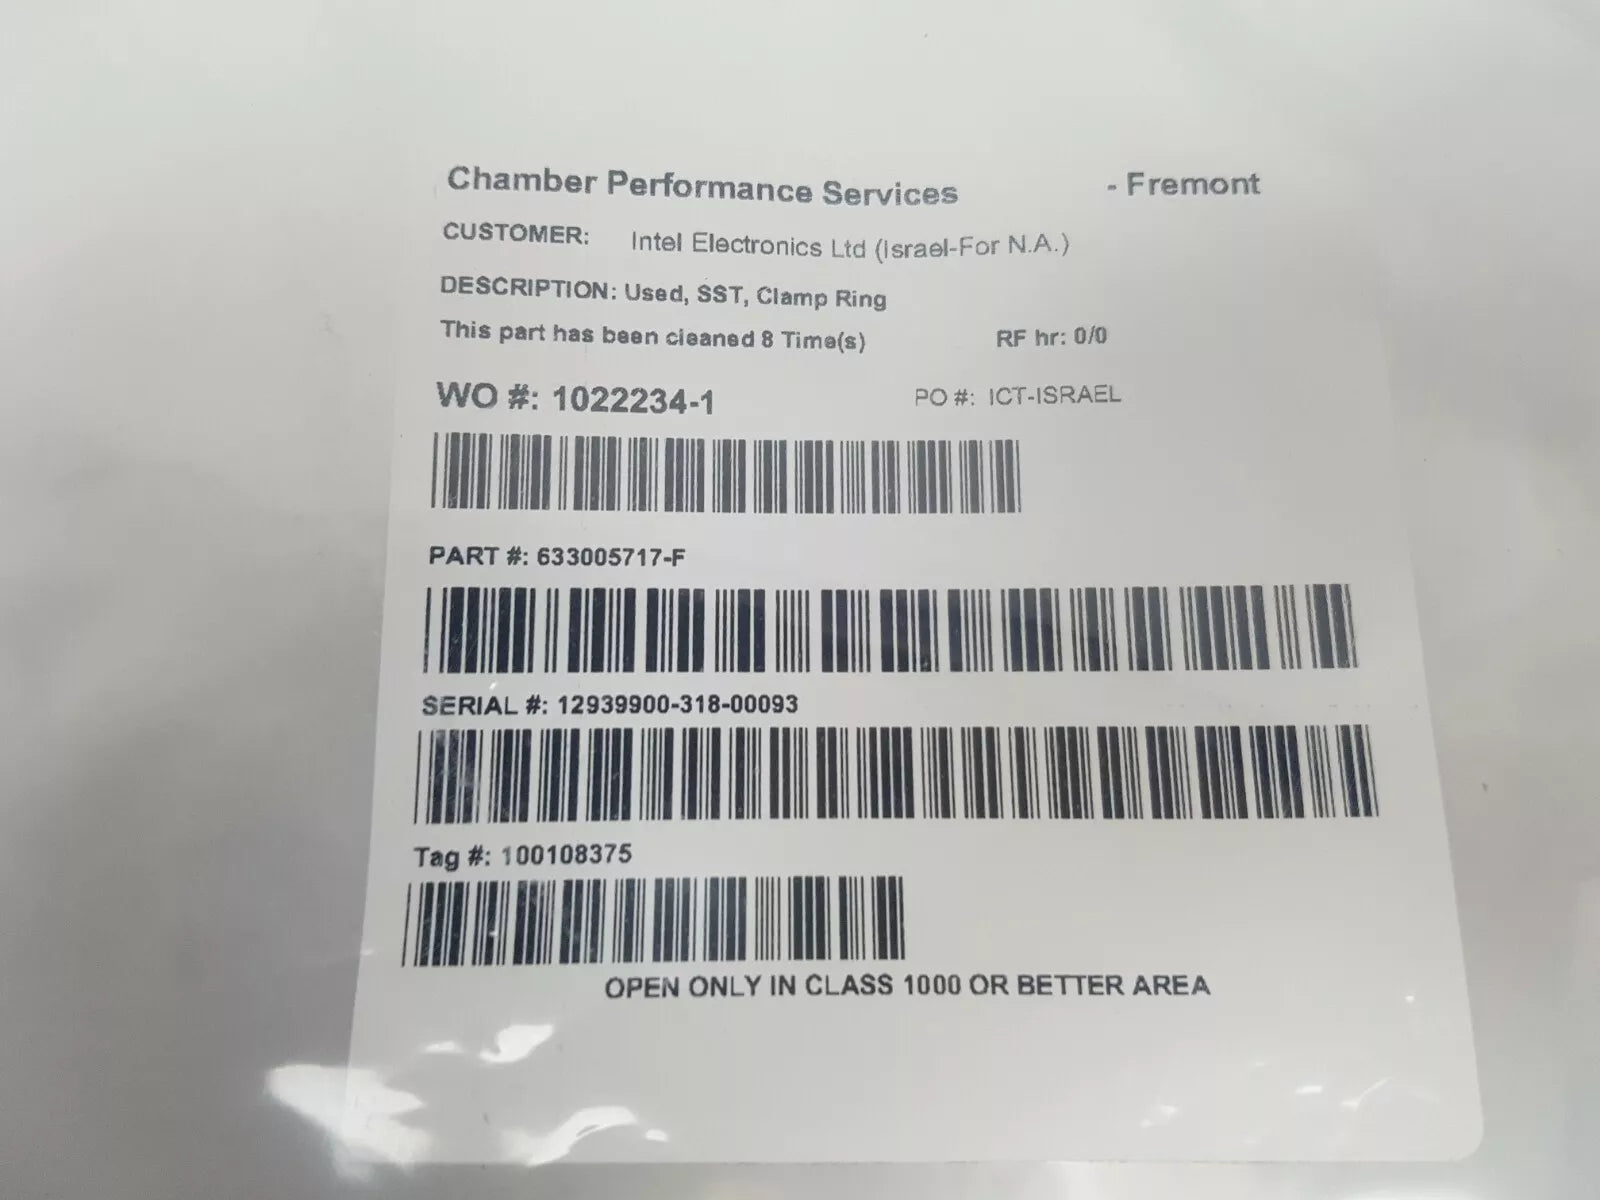 Chamber Performance Services - Fremont
CUSTOMER: Intel Electronics Ltd (Israel-For N.A.)
DESCRIPTION: Used, SST, Clamp Ring
This part has been cleaned 8 Time(s) RF hr: 0/0
WO #: 1022234-1 PO #: ICT-ISRAEL
PART #: 633005717-F
SERIAL #: 12939900-318-00093
Tag #: 100108375
OPEN ONLY IN CLASS 1000 OR BETTER AREA